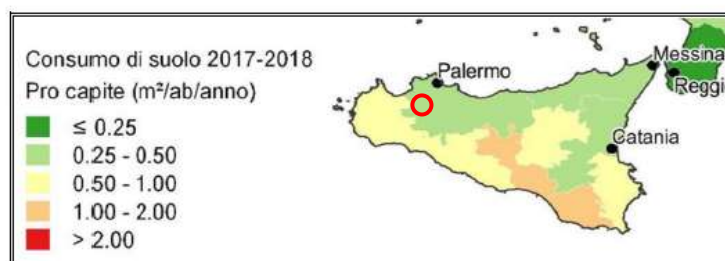 Consumo di suolo 2017-2018
Pro capite (m²/ab/anno)
≤ 0.25
0.25 - 0.50
0.50 - 1.00
1.00 - 2.00
> 2.00
Messina
Palermo
Reggi
Catania